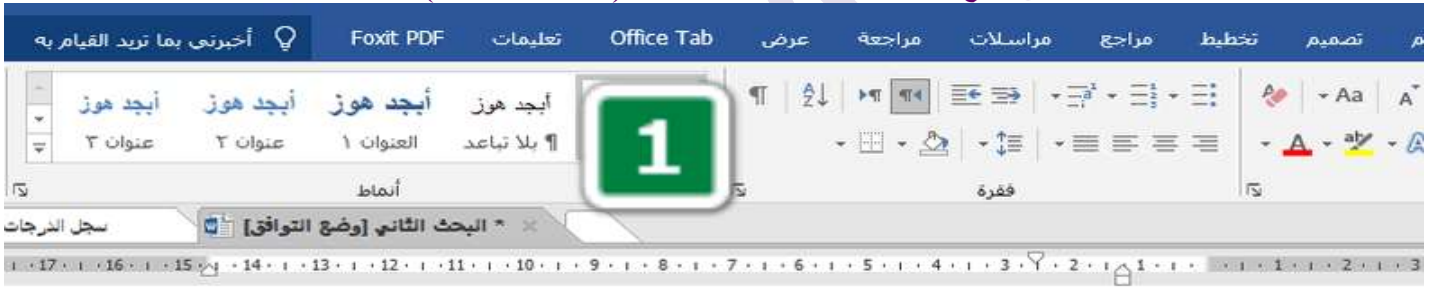 تصميم تخطيط مراجع مراسلات مراجعة عرض Office Tab تعليمات Foxit PDF أخبرني بما تريد القيام به
Aa
أبجد هوز أبجد هوز أبجد هوز أبجد هوز
1
¶ بلا تباعد العنوان ١ عنوان ٢ عنوان ٣
فقرة أنماط
* البحث الثاني [وضع التوافق] سجل الدرجات
17 16 15 14 13 12 11 10 9 8 7 6 5 4 3 2 1 1 2 3